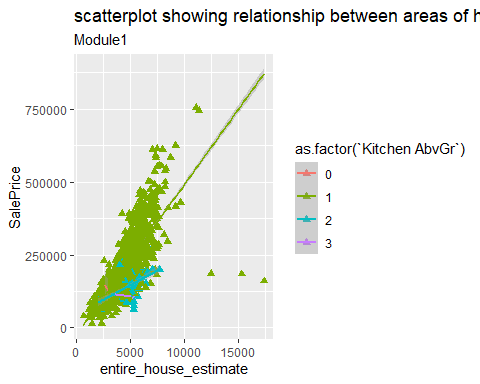 scatterplot showing relationship between areas of h
Module1
SalePrice
750000
500000
250000
0
0
5000
10000
15000
entire_house_estimate
as.factor(`Kitchen AbvGr`)
0
1
2
3